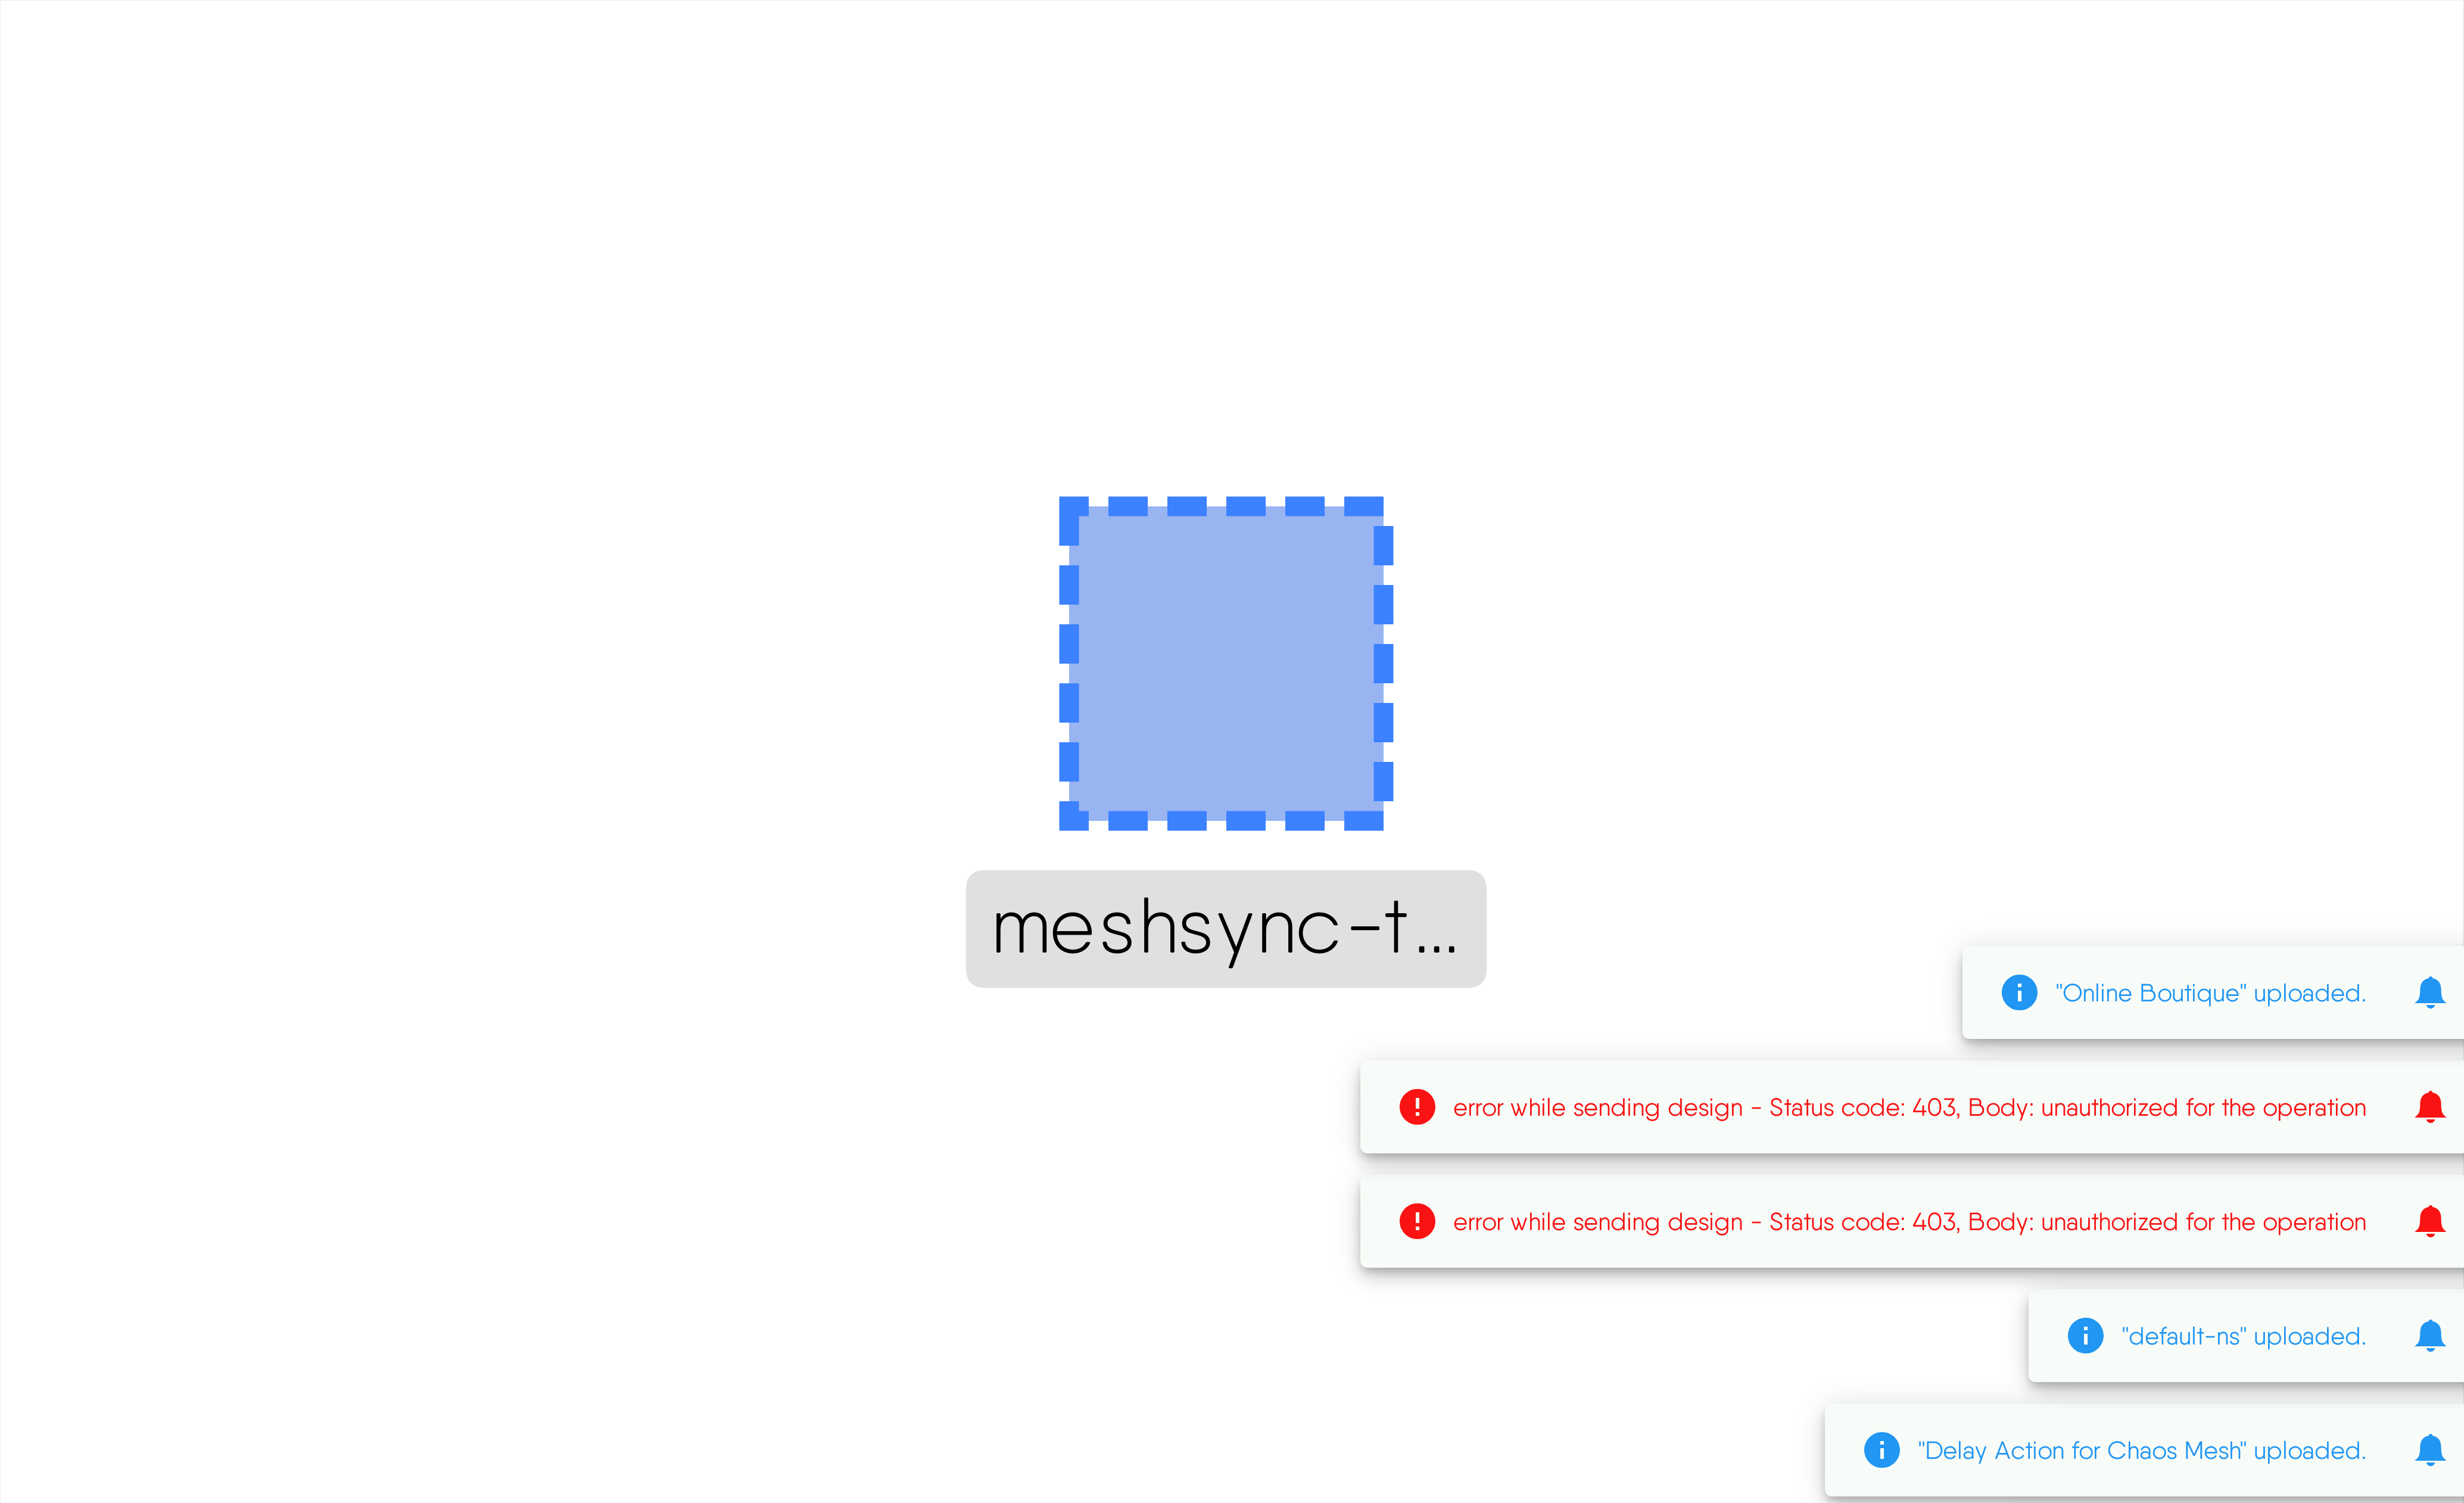 meshsync-t...
"Online Boutique" uploaded.
error while sending design - Status code: 403, Body: unauthorized for the operation
error while sending design - Status code: 403, Body: unauthorized for the operation
"default-ns" uploaded.
"Delay Action for Chaos Mesh" uploaded.